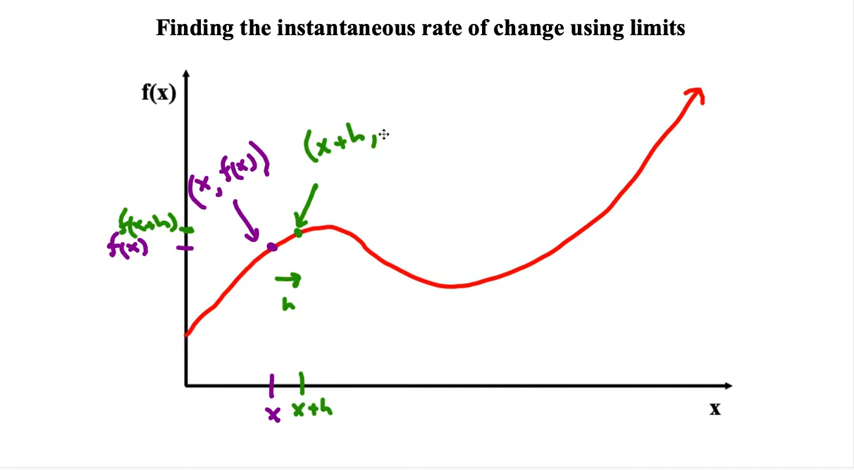 Finding the instantaneous rate of change using limits
f(x)
(x+h,
(x, f(x))
f(x+h)
f(x)
h
x
x+h
x